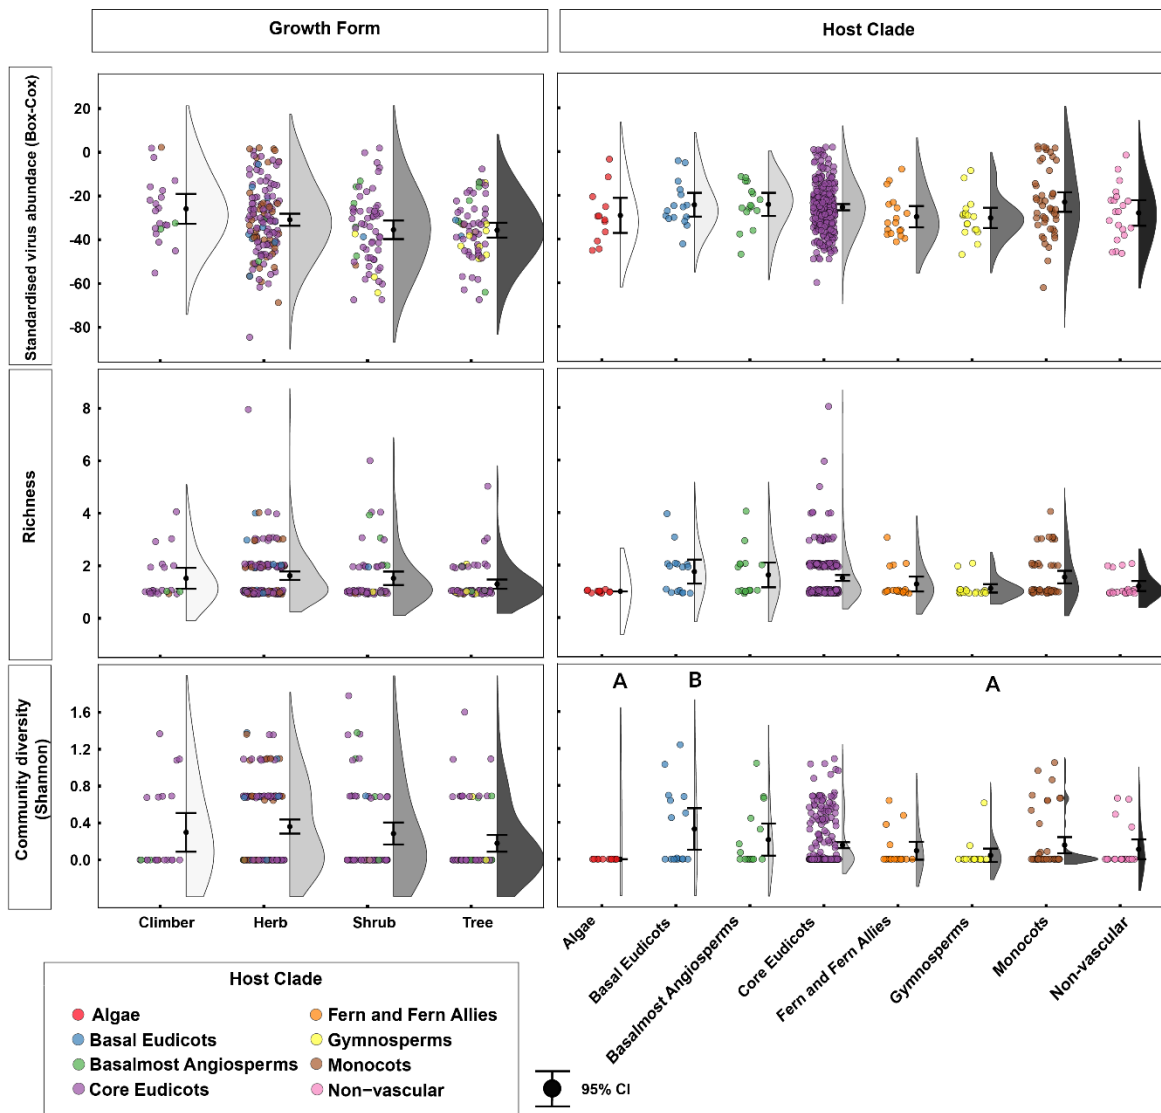 Growth Form
Host Clade
Standardised virus abundace (Box-Cox)
20
0
-20
-40
-60
-80
Richness
8
6
4
2
0
Community diversity
(Shannon)
1.6
1.2
0.8
0.4
0.0
A
B
A
Climber
Herb
Shrub
Tree
Algae
Basal Eudicots
Basalmost Angiosperms
Core Eudicots
Fern and Fern Allies
Gymnosperms
Monocots
Non-vascular
Host Clade
Algae
Basal Eudicots
Basalmost Angiosperms
Core Eudicots
Fern and Fern Allies
Gymnosperms
Monocots
Non−vascular
95% CI